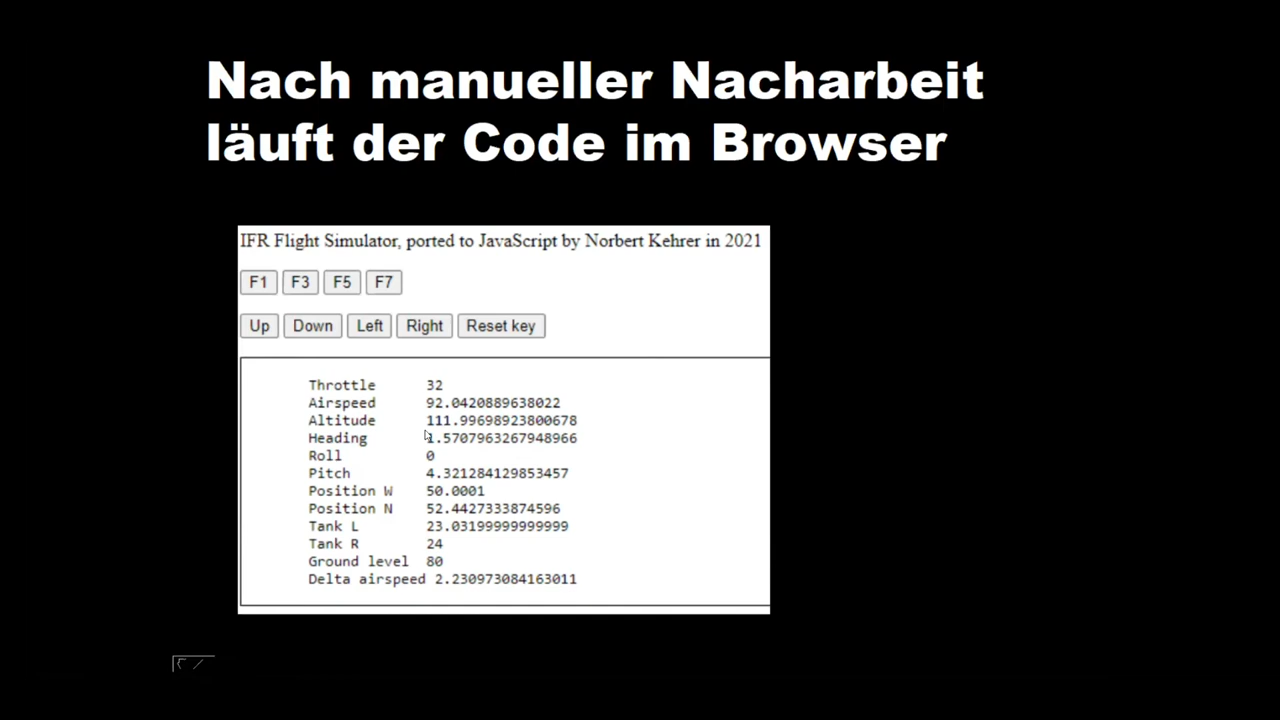 Nach manueller Nacharbeit
läuft der Code im Browser
IFR Flight Simulator, ported to JavaScript by Norbert Kehrer in 2021
F1 F3 F5 F7
Up Down Left Right Reset key
Throttle 32
Airspeed 92.0420889638022
Altitude 111.99698923800678
Heading 1.5707963267948966
Roll 0
Pitch 4.321284129853457
Position W 50.0001
Position N 52.4427333874596
Tank L 23.03199999999999
Tank R 24
Ground level 80
Delta airspeed 2.230973084163011